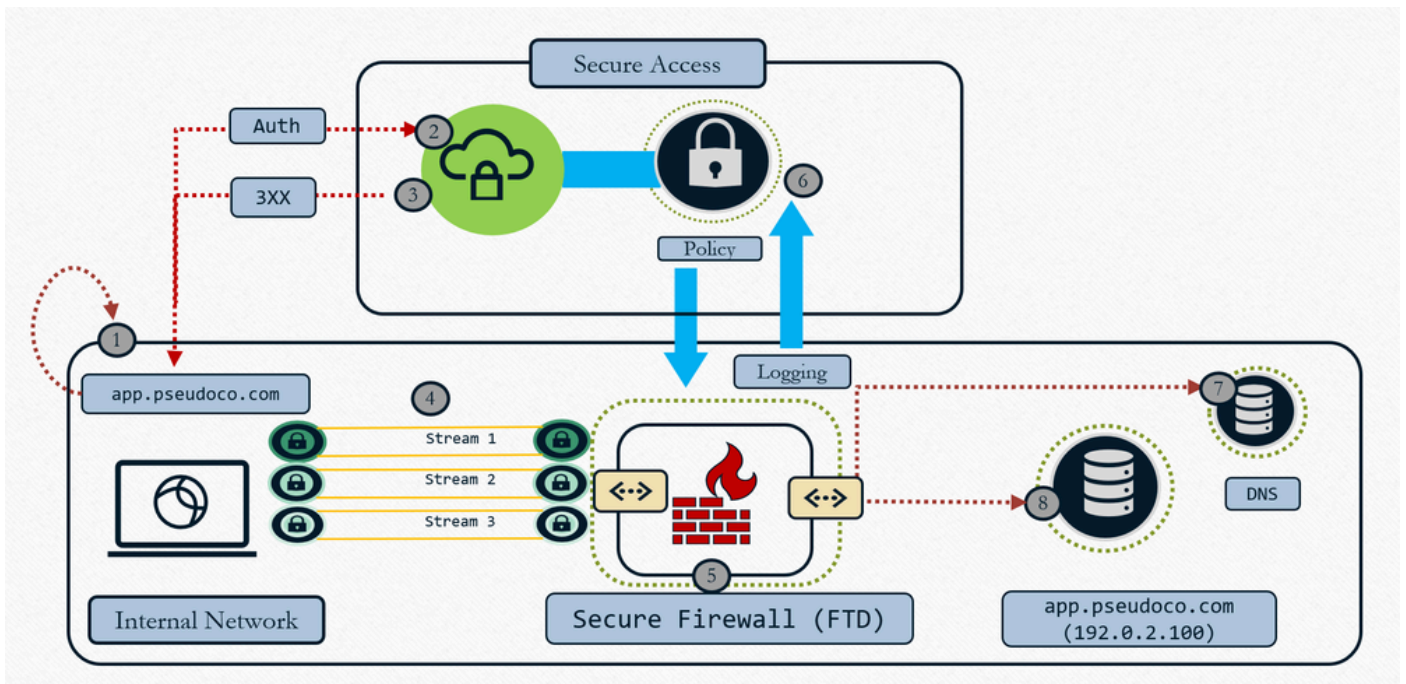 Secure Access
Auth
2
3XX
3
6
Policy
1
Logging
app.pseudoco.com
4
7
Stream 1
Stream 2
DNS
8
Stream 3
5
Internal Network
Secure Firewall (FTD)
app.pseudoco.com
(192.0.2.100)